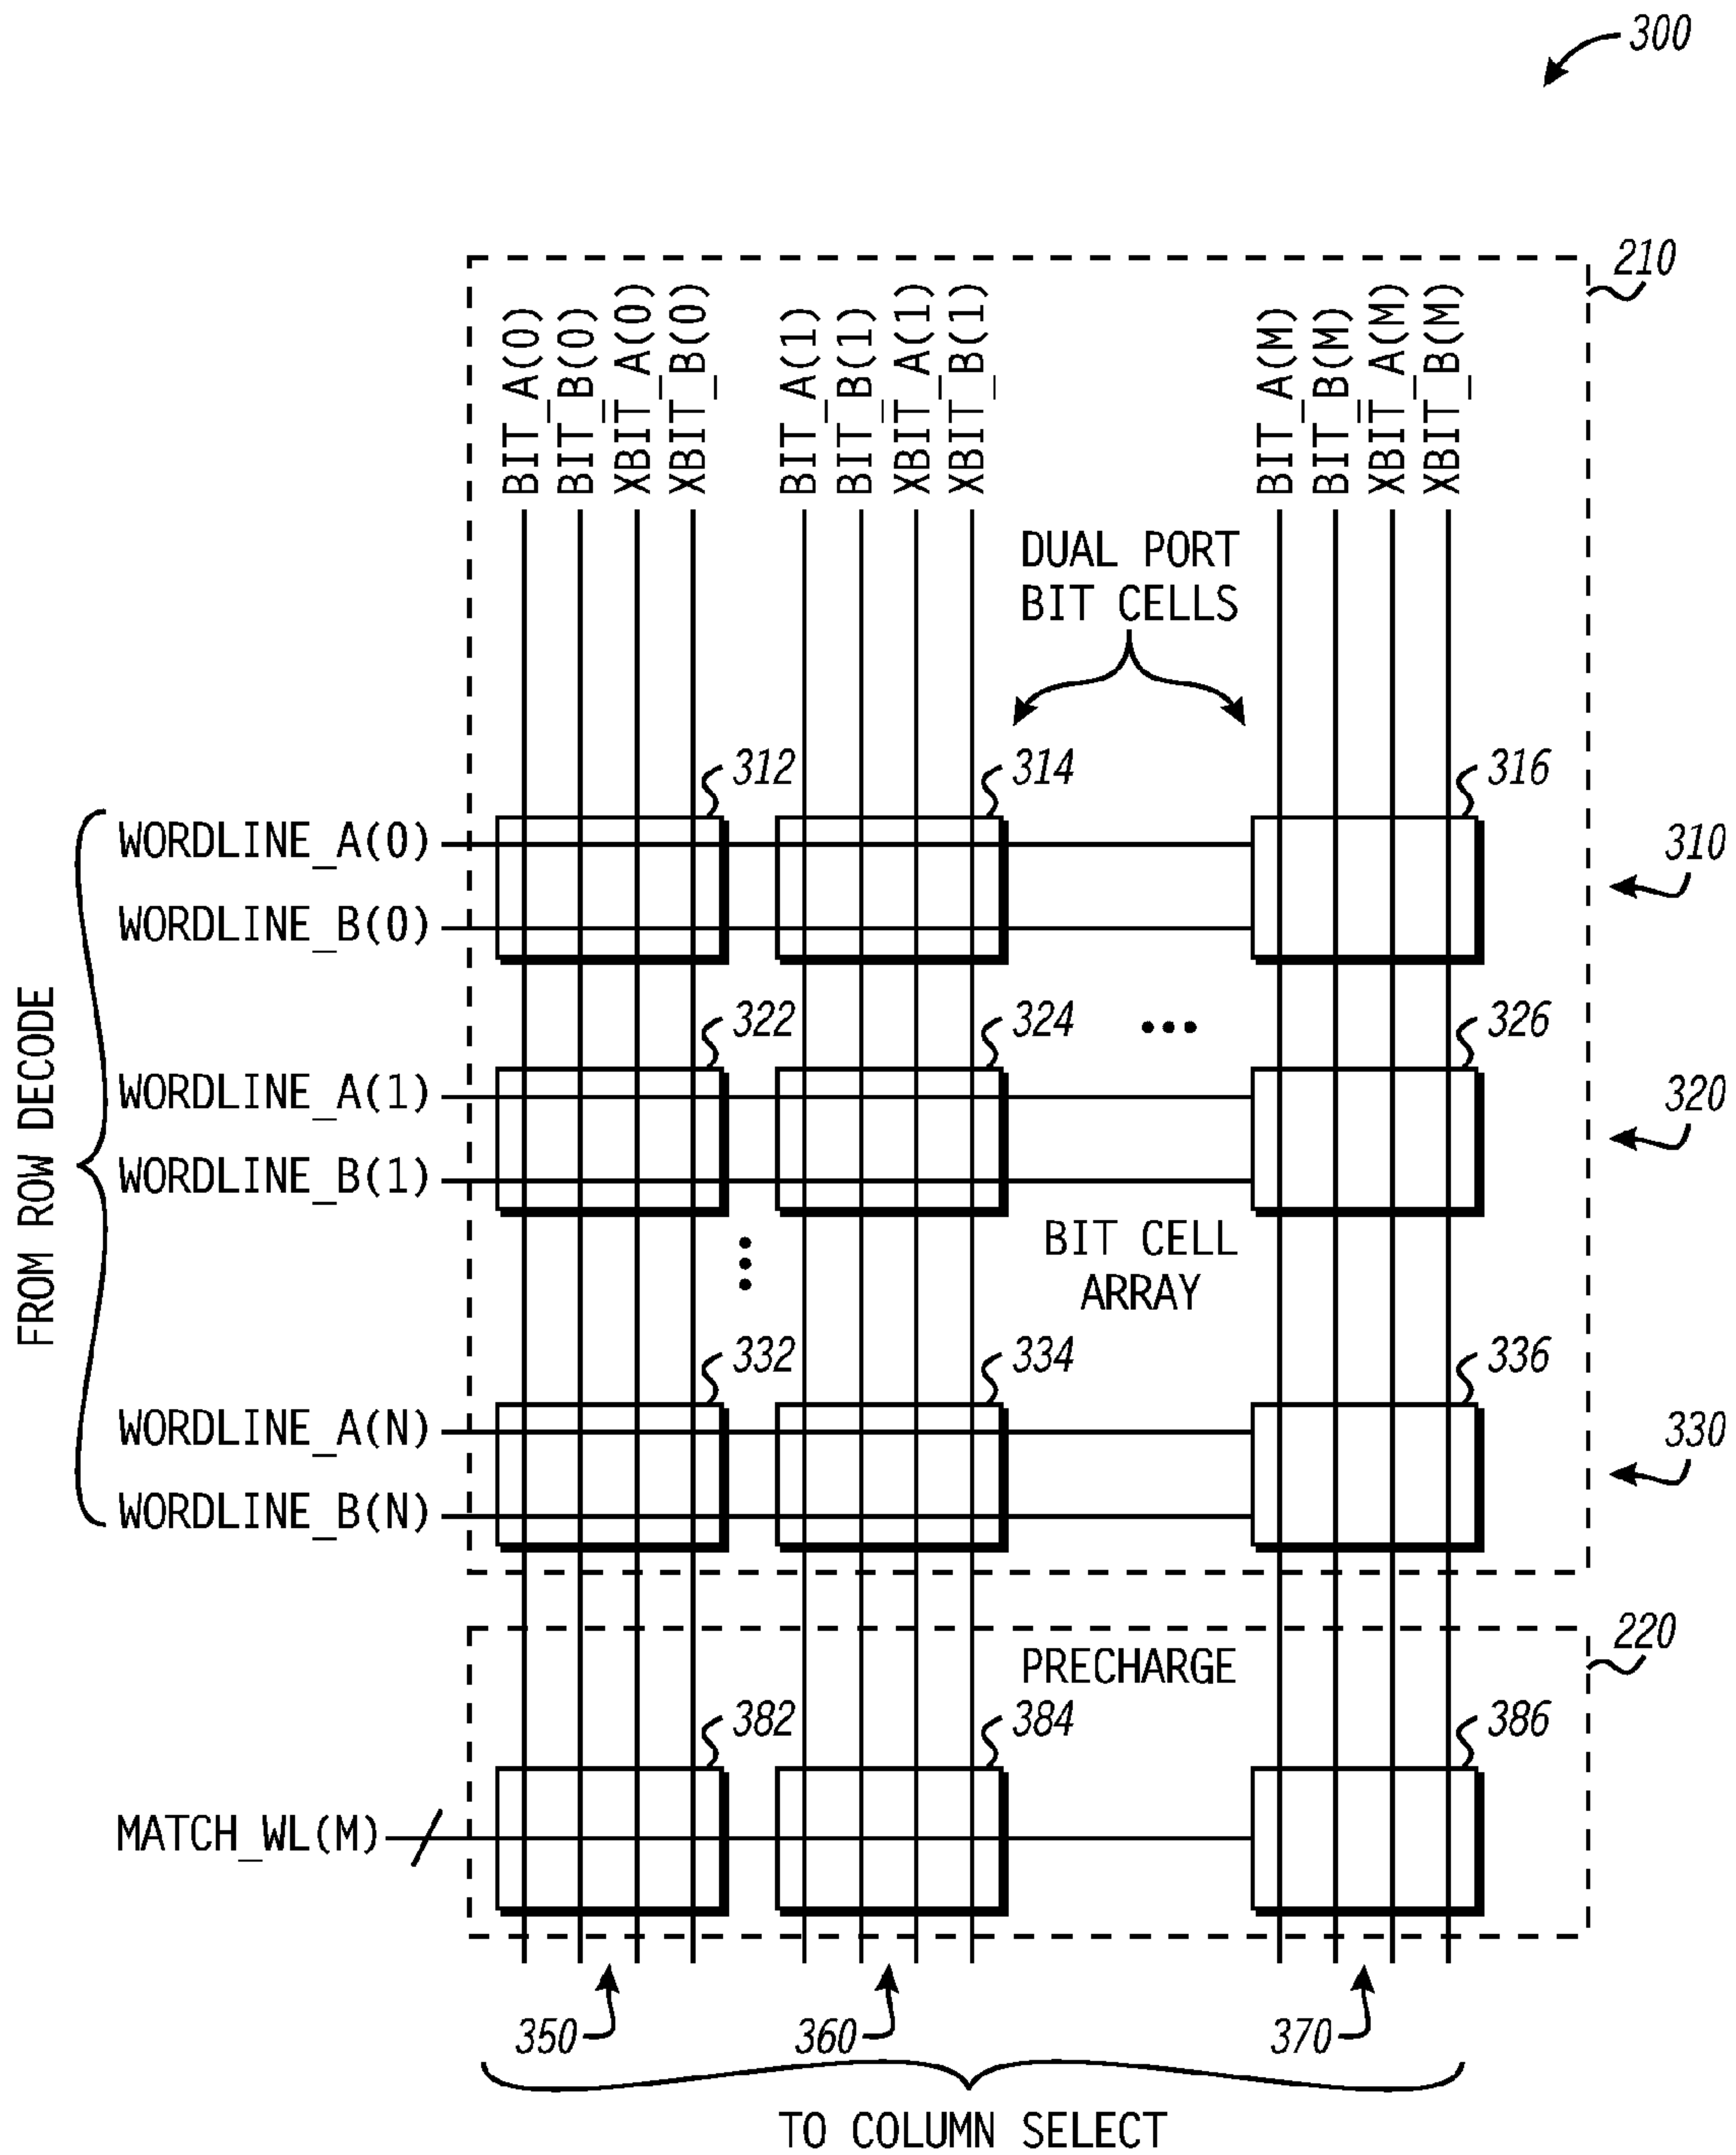 300
210
BIT_A(0)
BIT_B(0)
XBIT_A(0)
XBIT_B(0)
BIT_A(1)
BIT_B(1)
XBIT_A(1)
XBIT_B(1)
BIT_A(M)
BIT_B(M)
XBIT_A(M)
XBIT_B(M)
DUAL PORT
BIT CELLS
312
314
316
WORDLINE_A(0)
310
WORDLINE_B(0)
FROM ROW DECODE
322
324
•••
326
WORDLINE_A(1)
320
WORDLINE_B(1)
BIT CELL
ARRAY
332
334
336
WORDLINE_A(N)
330
WORDLINE_B(N)
220
PRECHARGE
382
384
386
MATCH_WL(M)
350
360
370
TO COLUMN SELECT